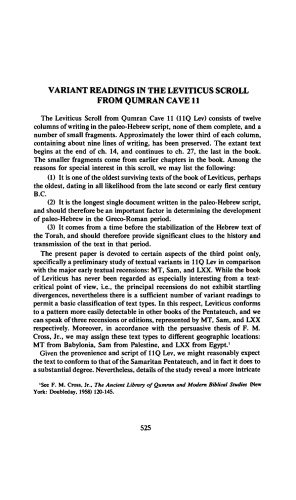 VARIANT READINGS IN THE LEVITICUS SCROLL
FROM QUMRAN CAVE 11
The Leviticus Scroll from Qumran Cave 11 (11Q Lev) consists of twelve
columns of writing in the paleo-Hebrew script, none of them complete, and a
number of small fragments. Approximately the lower third of each column,
containing about nine lines of writing, has been preserved. The extant text
begins at the end of ch. 14, and continues to ch. 27, the last in the book.
The smaller fragments come from earlier chapters in the book. Among the
reasons for special interest in this scroll, we may list the following:
(1) It is one of the oldest surviving texts of the book of Leviticus, perhaps
the oldest, dating in all likelihood from the late second or early first century
B.C.
(2) It is the longest single document written in the paleo-Hebrew script,
and should therefore be an important factor in determining the development
of paleo-Hebrew in the Greco-Roman period.
(3) It comes from a time before the stabilization of the Hebrew text of
the Torah, and should therefore provide significant clues to the history and
transmission of the text in that period.
The present paper is devoted to certain aspects of the third point only,
specifically a preliminary study of textual variants in 11Q Lev in comparison
with the major early textual recensions: MT, Sam, and LXX. While the book
of Leviticus has never been regarded as especially interesting from a text-
critical point of view, i.e., the principal recensions do not exhibit startling
divergences, nevertheless there is a sufficient number of variant readings to
permit a basic classification of text types. In this respect, Leviticus conforms
to a pattern more easily detectable in other books of the Pentateuch, and we
can speak of three recensions or editions, represented by MT, Sam, and LXX
respectively. Moreover, in accordance with the persuasive thesis of F. M.
Cross, Jr., we may assign these text types to different geographical locations:
MT from Babylonia, Sam from Palestine, and LXX from Egypt.¹
Given the provenience and script of 11Q Lev, we might reasonably expect
the text to conform to that of the Samaritan Pentateuch, and in fact it does to
a substantial degree. Nevertheless, details of the study reveal a more intricate
¹See F. M. Cross, Jr., The Ancient Library of Qumran and Modern Biblical Studies (New
York: Doubleday, 1958) 120-145.
525